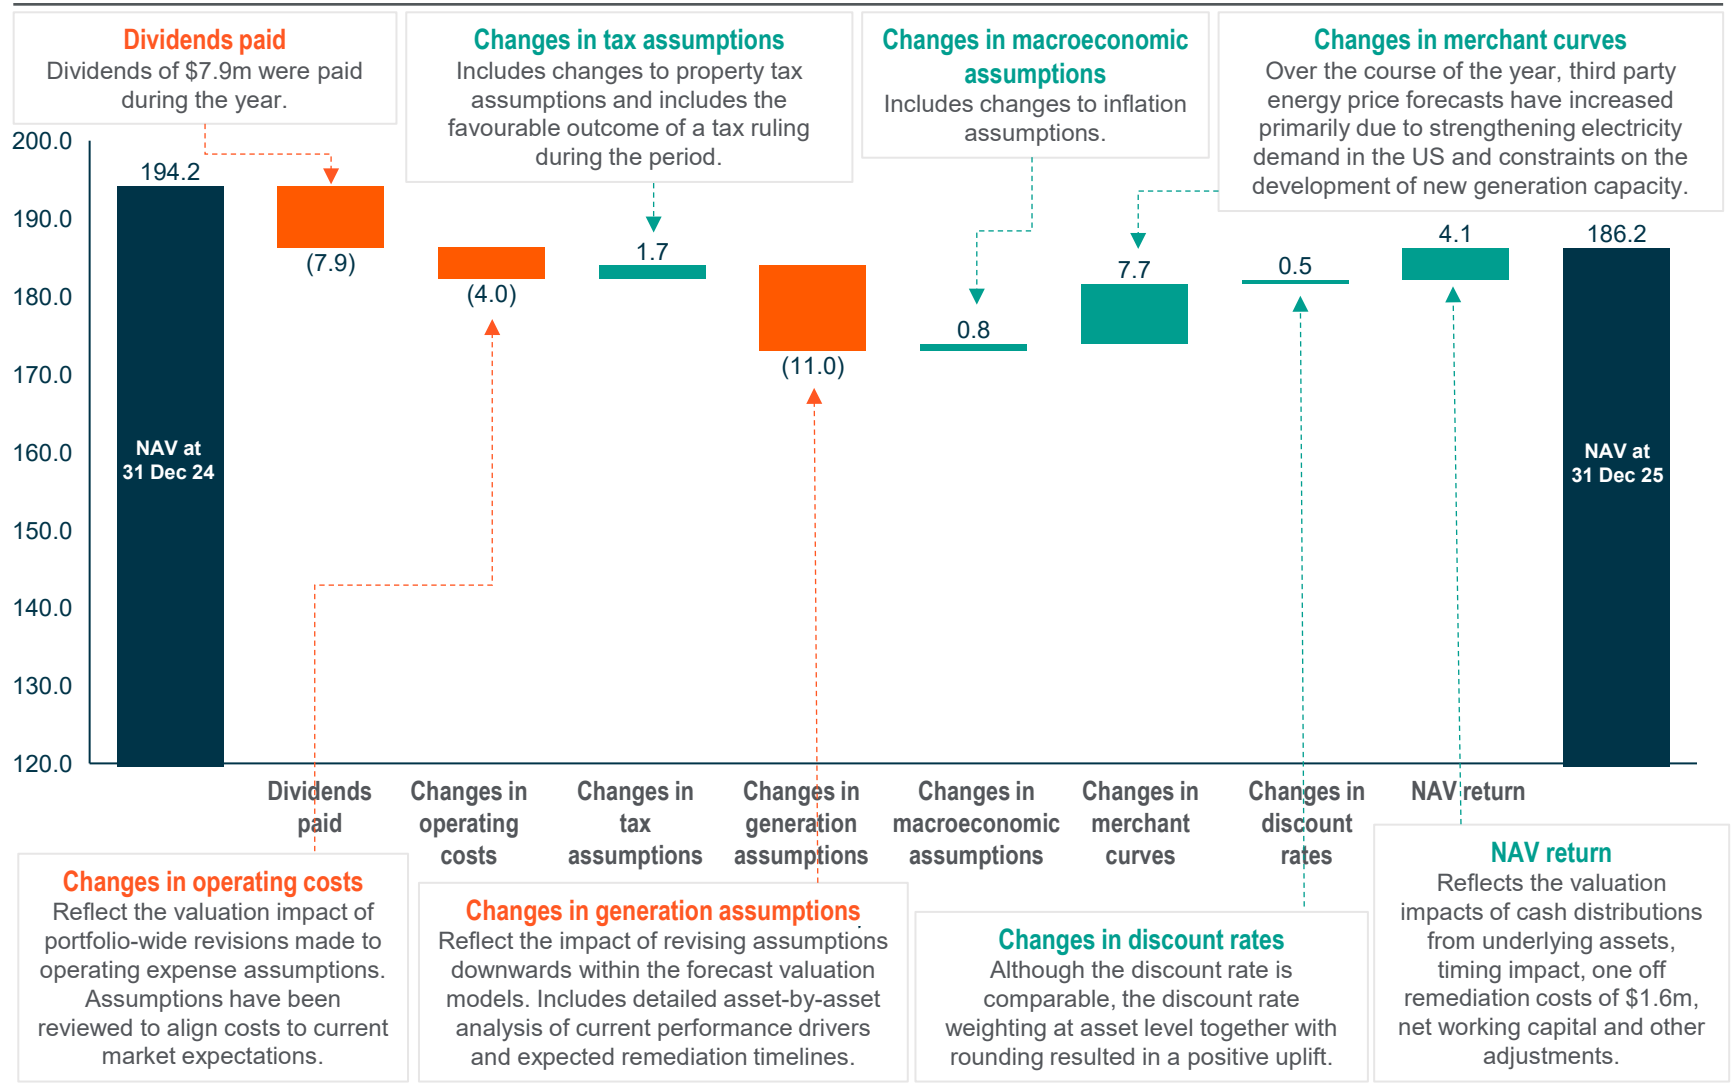 Dividends paid
Dividends of $7.9m were paid
during the year.
Changes in tax assumptions
Includes changes to property tax
assumptions and includes the
favourable outcome of a tax ruling
during the period.
Changes in macroeconomic
assumptions
Includes changes to inflation
assumptions.
Changes in merchant curves
Over the course of the year, third party
energy price forecasts have increased
primarily due to strengthening electricity
demand in the US and constraints on the
development of new generation capacity.
200.0
190.0
180.0
170.0
160.0
150.0
140.0
130.0
120.0
194.2
(7.9)
(4.0)
1.7
(11.0)
0.8
7.7
0.5
4.1
186.2
NAV at
31 Dec 24
NAV at
31 Dec 25
Dividends
paid
Changes in
operating
costs
Changes in
tax
assumptions
Changes in
generation
assumptions
Changes in
macroeconomic
assumptions
Changes in
merchant
curves
Changes in
discount
rates
NAV return
Changes in operating costs
Reflect the valuation impact of
portfolio-wide revisions made to
operating expense assumptions.
Assumptions have been
reviewed to align costs to current
market expectations.
Changes in generation assumptions
Reflect the impact of revising assumptions
downwards within the forecast valuation
models. Includes detailed asset-by-asset
analysis of current performance drivers
and expected remediation timelines.
Changes in discount rates
Although the discount rate is
comparable, the discount rate
weighting at asset level together with
rounding resulted in a positive uplift.
NAV return
Reflects the valuation
impacts of cash distributions
from underlying assets,
timing impact, one off
remediation costs of $1.6m,
net working capital and other
adjustments.